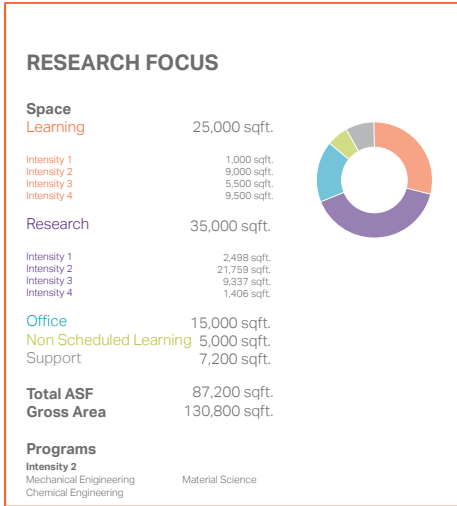 RESEARCH FOCUS
Space
Learning 25,000 sqft.
Intensity 1 1,000 sqft.
Intensity 2 9,000 sqft.
Intensity 3 5,500 sqft.
Intensity 4 9,500 sqft.
Research 35,000 sqft.
Intensity 1 2,498 sqft.
Intensity 2 21,759 sqft.
Intensity 3 9,337 sqft.
Intensity 4 1,406 sqft.
Office 15,000 sqft.
Non Scheduled Learning 5,000 sqft.
Support 7,200 sqft.
Total ASF 87,200 sqft.
Gross Area 130,800 sqft.
Programs
Intensity 2
Mechanical Enigineering Material Science
Chemical Engineering